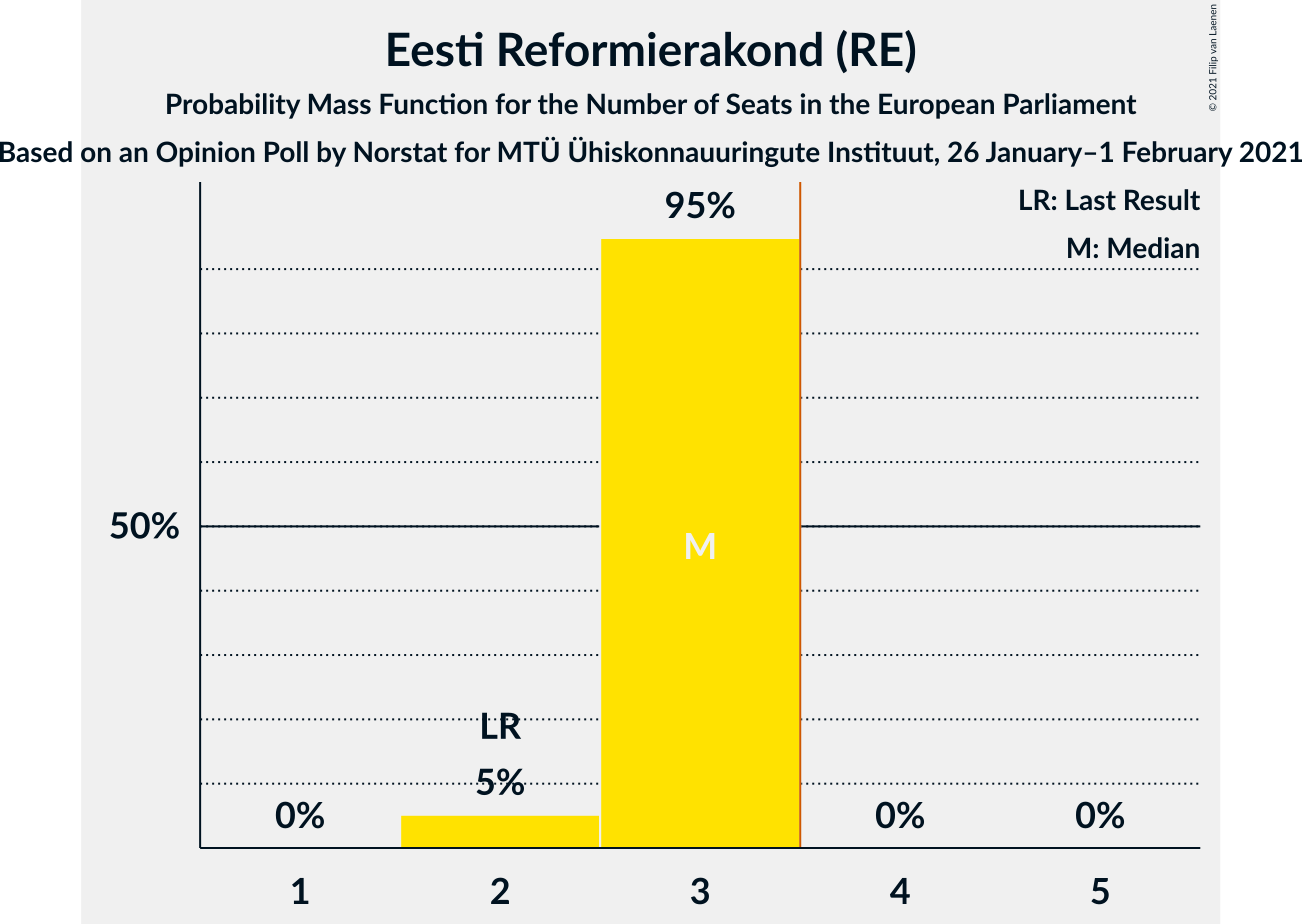 Eesti Reformierakond (RE)
Probability Mass Function for the Number of Seats in the European Parliament
Based on an Opinion Poll by Norstat for MTÜ Ühiskonnauuringute Instituut, 26 January–1 February 2021
© 2021 Filip van Laenen
LR: Last Result
M: Median
95%
50%
M
LR
5%
0%
0%
0%
1
2
3
4
5